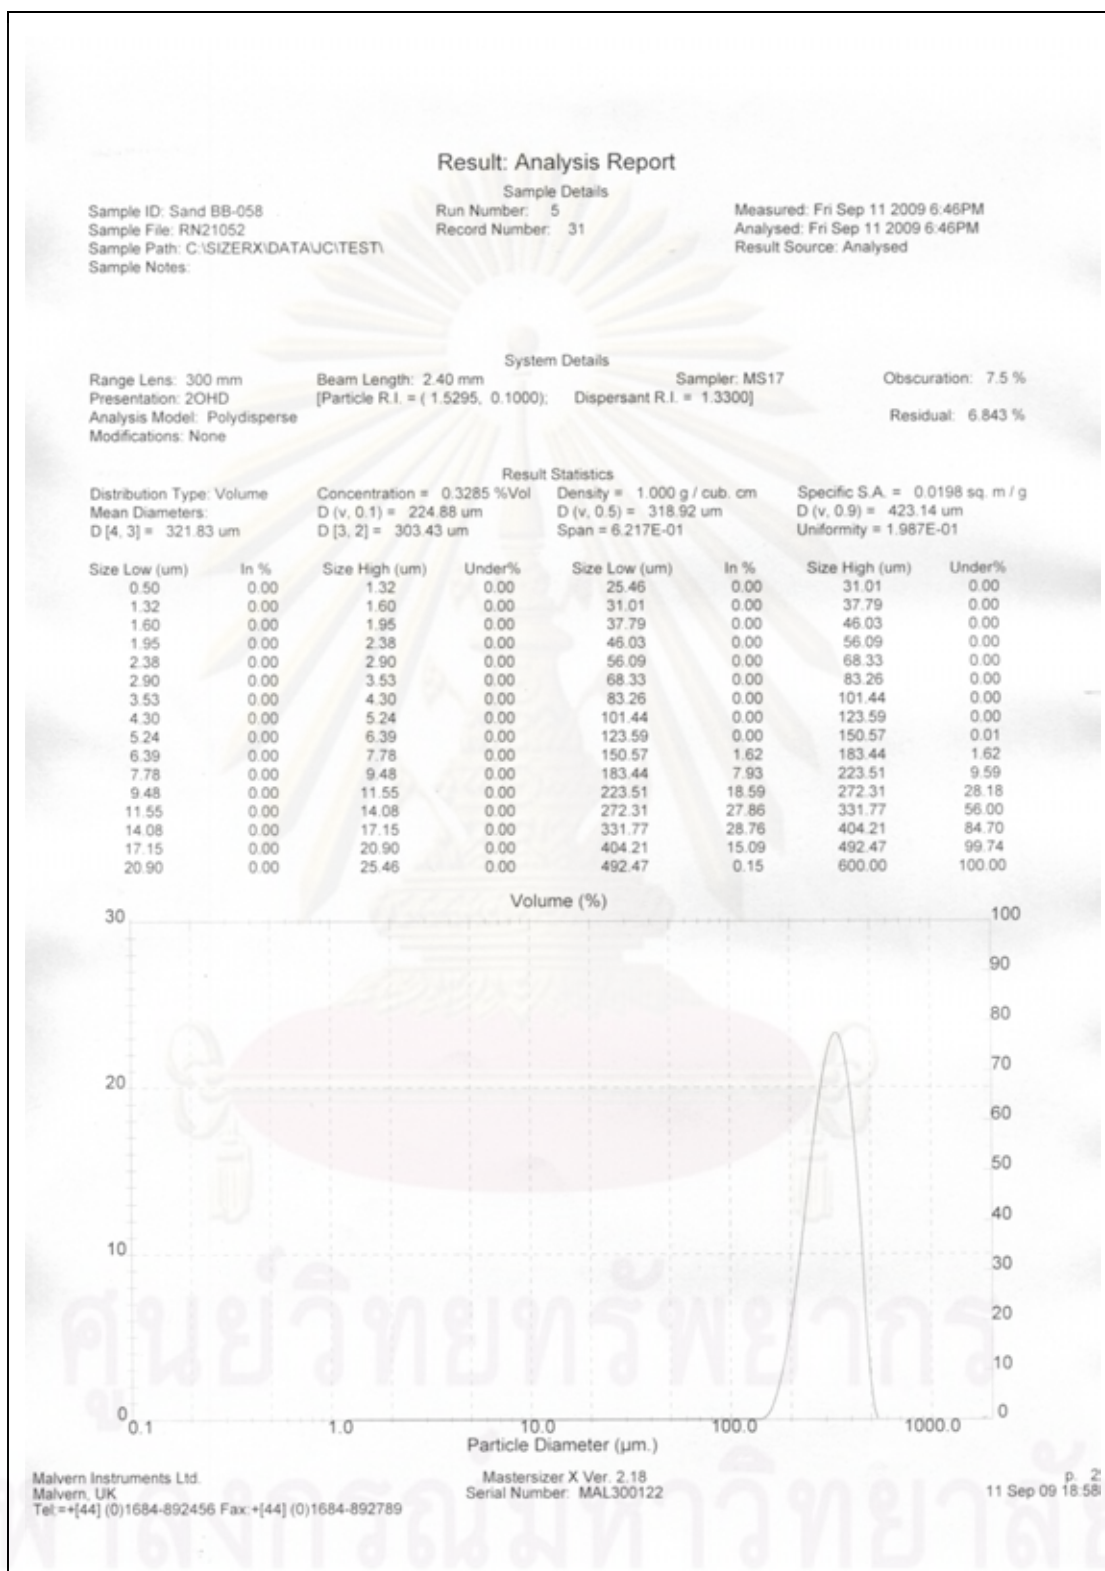 Result: Analysis Report
Sample Details
Sample ID: Sand BB-058 Run Number: 5 Measured: Fri Sep 11 2009 6:46PM
Sample File: RN21052 Record Number: 31 Analysed: Fri Sep 11 2009 6:46PM
Sample Path: C:\SIZERX\DATA\JC\TEST\ Result Source: Analysed
Sample Notes:
System Details
Range Lens: 300 mm Beam Length: 2.40 mm Sampler: MS17 Obscuration: 7.5 %
Presentation: 2OHD [Particle R.I. = ( 1.5295, 0.1000); Dispersant R.I. = 1.3300]
Analysis Model: Polydisperse Residual: 6.843 %
Modifications: None
Result Statistics
Distribution Type: Volume Concentration = 0.3285 %Vol Density = 1.000 g / cub. cm Specific S.A. = 0.0198 sq. m / g
Mean Diameters: D (v, 0.1) = 224.88 um D (v, 0.5) = 318.92 um D (v, 0.9) = 423.14 um
D [4, 3] = 321.83 um D [3, 2] = 303.43 um Span = 6.217E-01 Uniformity = 1.987E-01
Size Low (um) In % Size High (um) Under% Size Low (um) In % Size High (um) Under%
0.50 0.00 1.32 0.00 25.46 0.00 31.01 0.00
1.32 0.00 1.60 0.00 31.01 0.00 37.79 0.00
1.60 0.00 1.95 0.00 37.79 0.00 46.03 0.00
1.95 0.00 2.38 0.00 46.03 0.00 56.09 0.00
2.38 0.00 2.90 0.00 56.09 0.00 68.33 0.00
2.90 0.00 3.53 0.00 68.33 0.00 83.26 0.00
3.53 0.00 4.30 0.00 83.26 0.00 101.44 0.00
4.30 0.00 5.24 0.00 101.44 0.00 123.59 0.00
5.24 0.00 6.39 0.00 123.59 0.00 150.57 0.01
6.39 0.00 7.78 0.00 150.57 1.62 183.44 1.62
7.78 0.00 9.48 0.00 183.44 7.93 223.51 9.59
9.48 0.00 11.55 0.00 223.51 18.59 272.31 28.18
11.55 0.00 14.08 0.00 272.31 27.86 331.77 56.00
14.08 0.00 17.15 0.00 331.77 28.76 404.21 84.70
17.15 0.00 20.90 0.00 404.21 15.09 492.47 99.74
20.90 0.00 25.46 0.00 492.47 0.15 600.00 100.00
Volume (%)
30 100
90
80
70
20
60
50
40
10
30
20
10
0 0
0.1 1.0 10.0 100.0 1000.0
Particle Diameter (µm.)
ศูนย์วิทยทรัพยากร
Malvern Instruments Ltd. Mastersizer X Ver. 2.18 p. 2
Malvern, UK Serial Number: MAL300122 11 Sep 09 18:58
Tel:=+[44] (0)1684-892456 Fax:+[44] (0)1684-892789